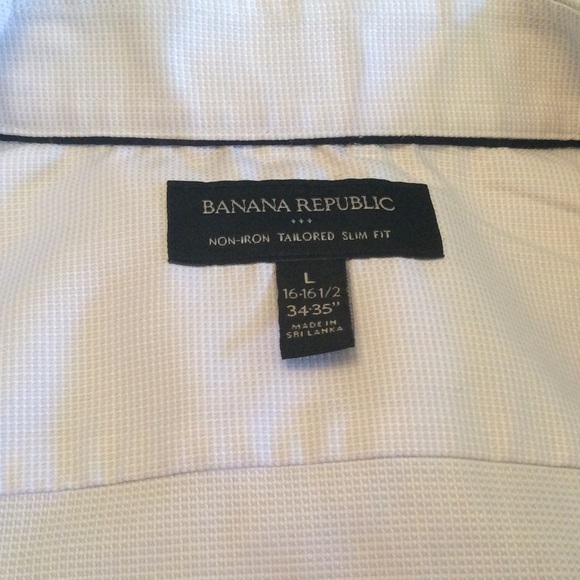 BANANA REPUBLIC
NON-IRON TAILORED SLIM FIT
L
16-16 1/2
34-35"
MADE IN
SRI LANKA